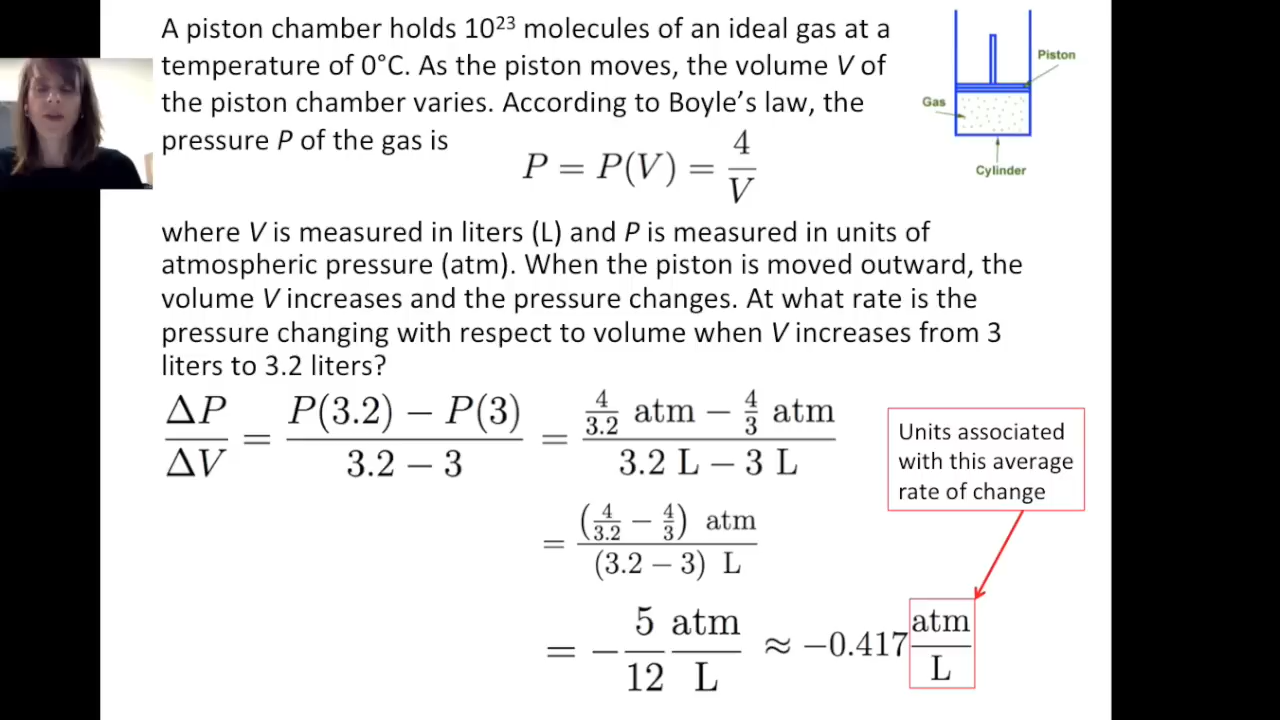 A piston chamber holds 10²³ molecules of an ideal gas at a
temperature of 0°C. As the piston moves, the volume V of
the piston chamber varies. According to Boyle's law, the
pressure P of the gas is
P = P(V) = 4/V
Piston
Gas
Cylinder
where V is measured in liters (L) and P is measured in units of
atmospheric pressure (atm). When the piston is moved outward, the
volume V increases and the pressure changes. At what rate is the
pressure changing with respect to volume when V increases from 3
liters to 3.2 liters?
ΔP/ΔV = (P(3.2) − P(3))/(3.2 − 3) = (4/3.2 atm − 4/3 atm)/(3.2 L − 3 L)
= ((4/3.2 − 4/3) atm)/((3.2 − 3) L)
= −5/12 atm/L ≈ −0.417 atm/L
Units associated
with this average
rate of change